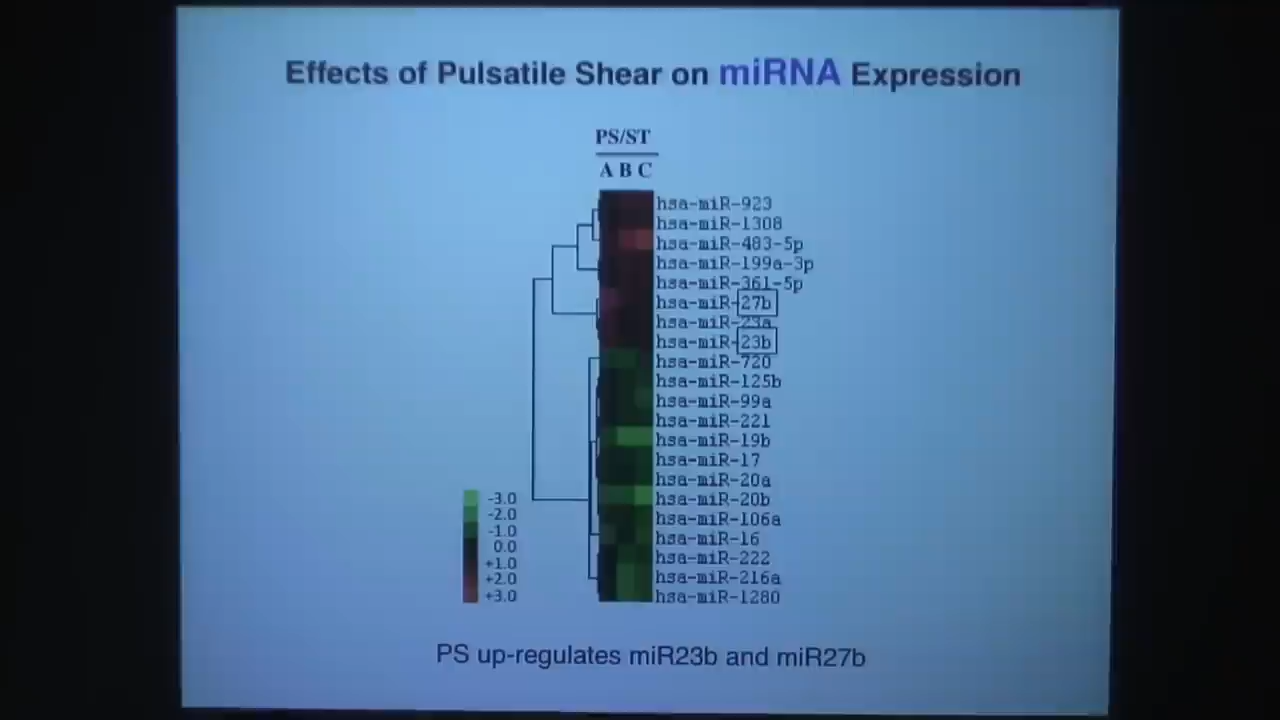 Effects of Pulsatile Shear on miRNA Expression
PS/ST
A B C
hsa-miR-923
hsa-miR-1308
hsa-miR-483-5p
hsa-miR-199a-3p
hsa-miR-361-5p
hsa-miR-27b
hsa-miR-23a
hsa-miR-23b
hsa-miR-720
hsa-miR-125b
hsa-miR-99a
hsa-miR-221
hsa-miR-19b
hsa-miR-17
hsa-miR-20a
hsa-miR-20b
hsa-miR-106a
hsa-miR-16
hsa-miR-222
hsa-miR-216a
hsa-miR-1280
-3.0
-2.0
-1.0
0.0
+1.0
+2.0
+3.0
PS up-regulates miR23b and miR27b